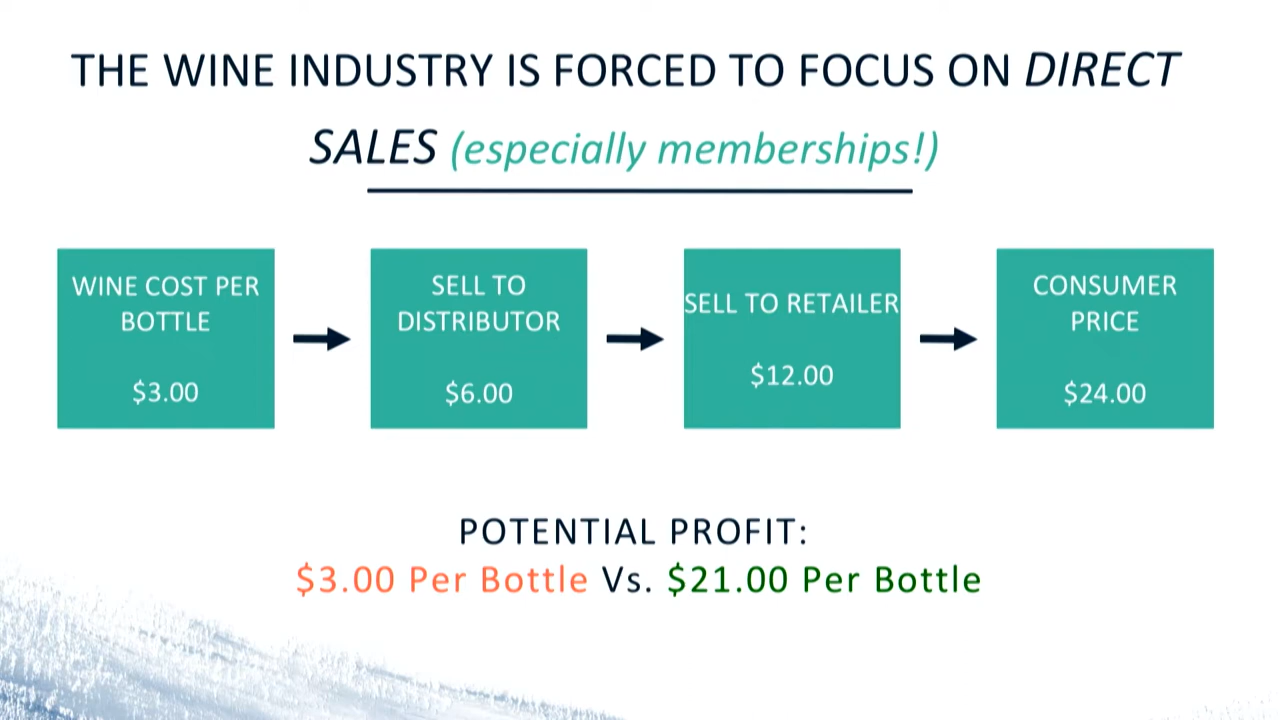 THE WINE INDUSTRY IS FORCED TO FOCUS ON DIRECT
SALES (especially memberships!)
WINE COST PER
BOTTLE
$3.00
SELL TO
DISTRIBUTOR
$6.00
SELL TO RETAILER
$12.00
CONSUMER
PRICE
$24.00
POTENTIAL PROFIT:
$3.00 Per Bottle Vs. $21.00 Per Bottle